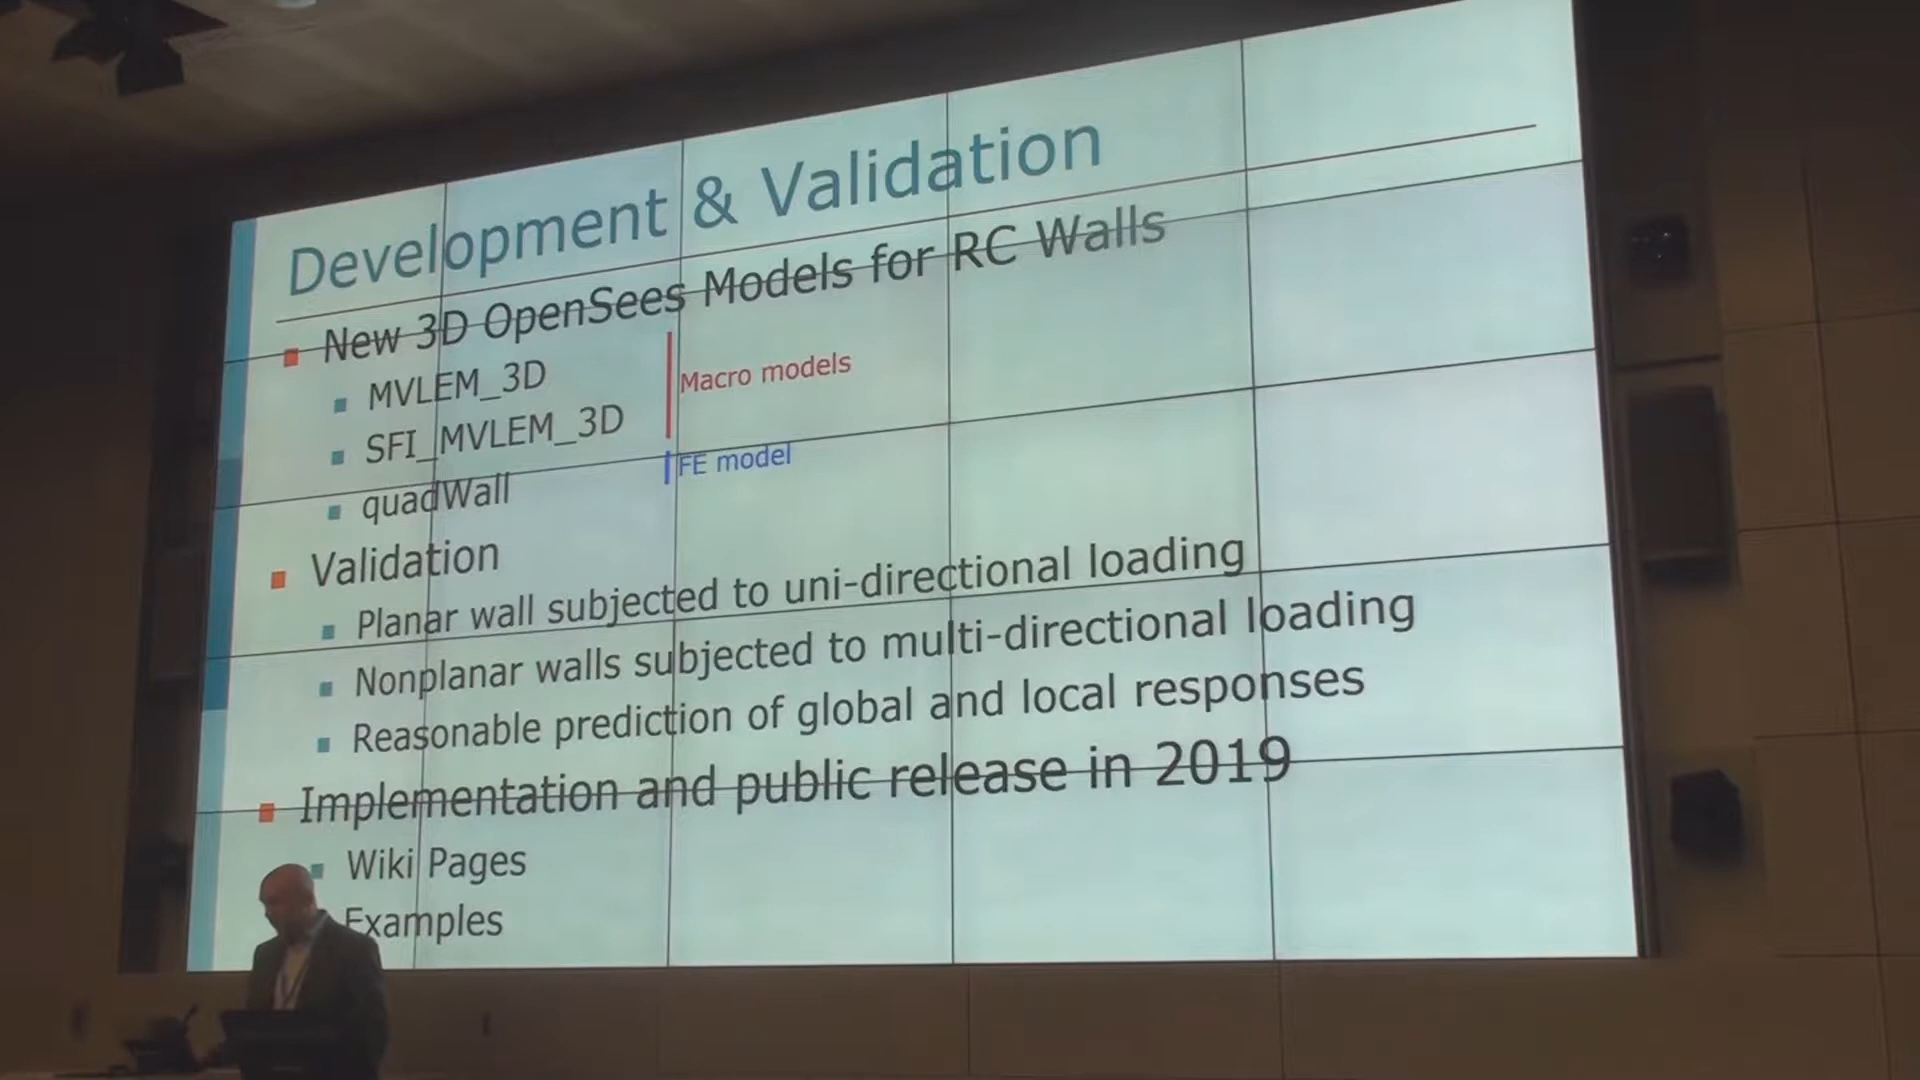 Development & Validation
New 3D OpenSees Models for RC Walls
MVLEM_3D
Macro models
SFI_MVLEM_3D
FE model
quadWall
Validation
Planar wall subjected to uni-directional loading
Nonplanar walls subjected to multi-directional loading
Reasonable prediction of global and local responses
Implementation and public release in 2019
Wiki Pages
Examples